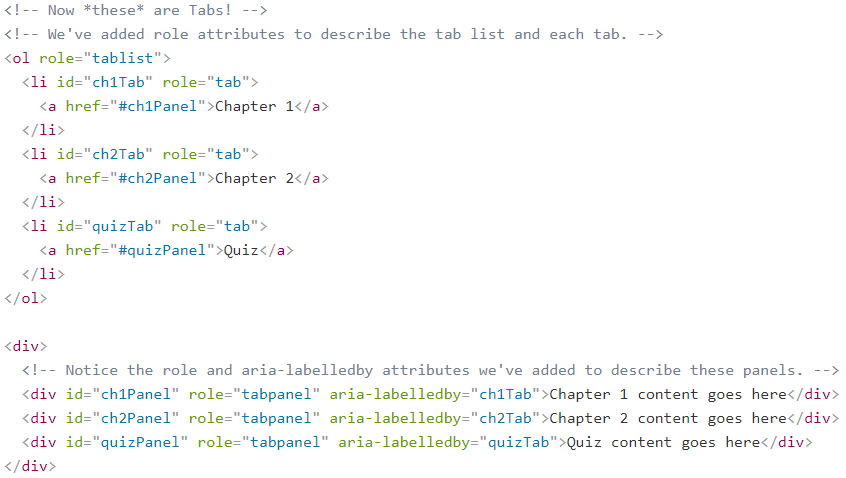 <!-- Now *these* are Tabs! -->
<!-- We've added role attributes to describe the tab list and each tab. -->
<ol role="tablist">
  <li id="ch1Tab" role="tab">
    <a href="#ch1Panel">Chapter 1</a>
  </li>
  <li id="ch2Tab" role="tab">
    <a href="#ch2Panel">Chapter 2</a>
  </li>
  <li id="quizTab" role="tab">
    <a href="#quizPanel">Quiz</a>
  </li>
</ol>

<div>
  <!-- Notice the role and aria-labelledby attributes we've added to describe these panels. -->
  <div id="ch1Panel" role="tabpanel" aria-labelledby="ch1Tab">Chapter 1 content goes here</div>
  <div id="ch2Panel" role="tabpanel" aria-labelledby="ch2Tab">Chapter 2 content goes here</div>
  <div id="quizPanel" role="tabpanel" aria-labelledby="quizTab">Quiz content goes here</div>
</div>